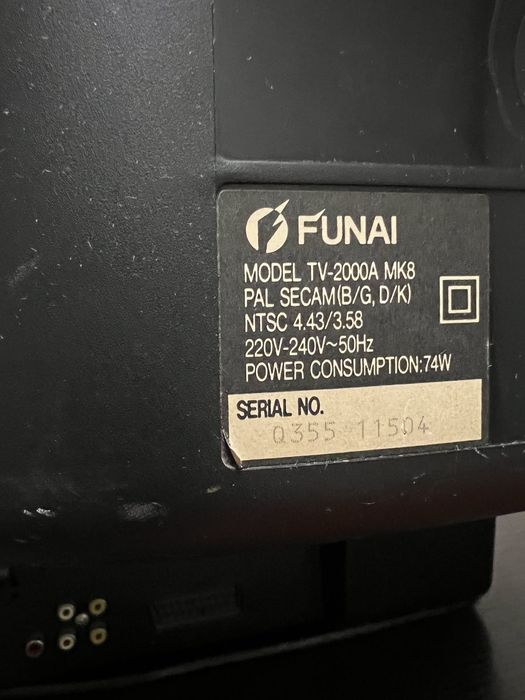 FUNAI
MODEL TV-2000A MK8
PAL SECAM(B/G, D/K)
NTSC 4.43/3.58
220V-240V~50Hz
POWER CONSUMPTION:74W
SERIAL NO.
Q355 11504